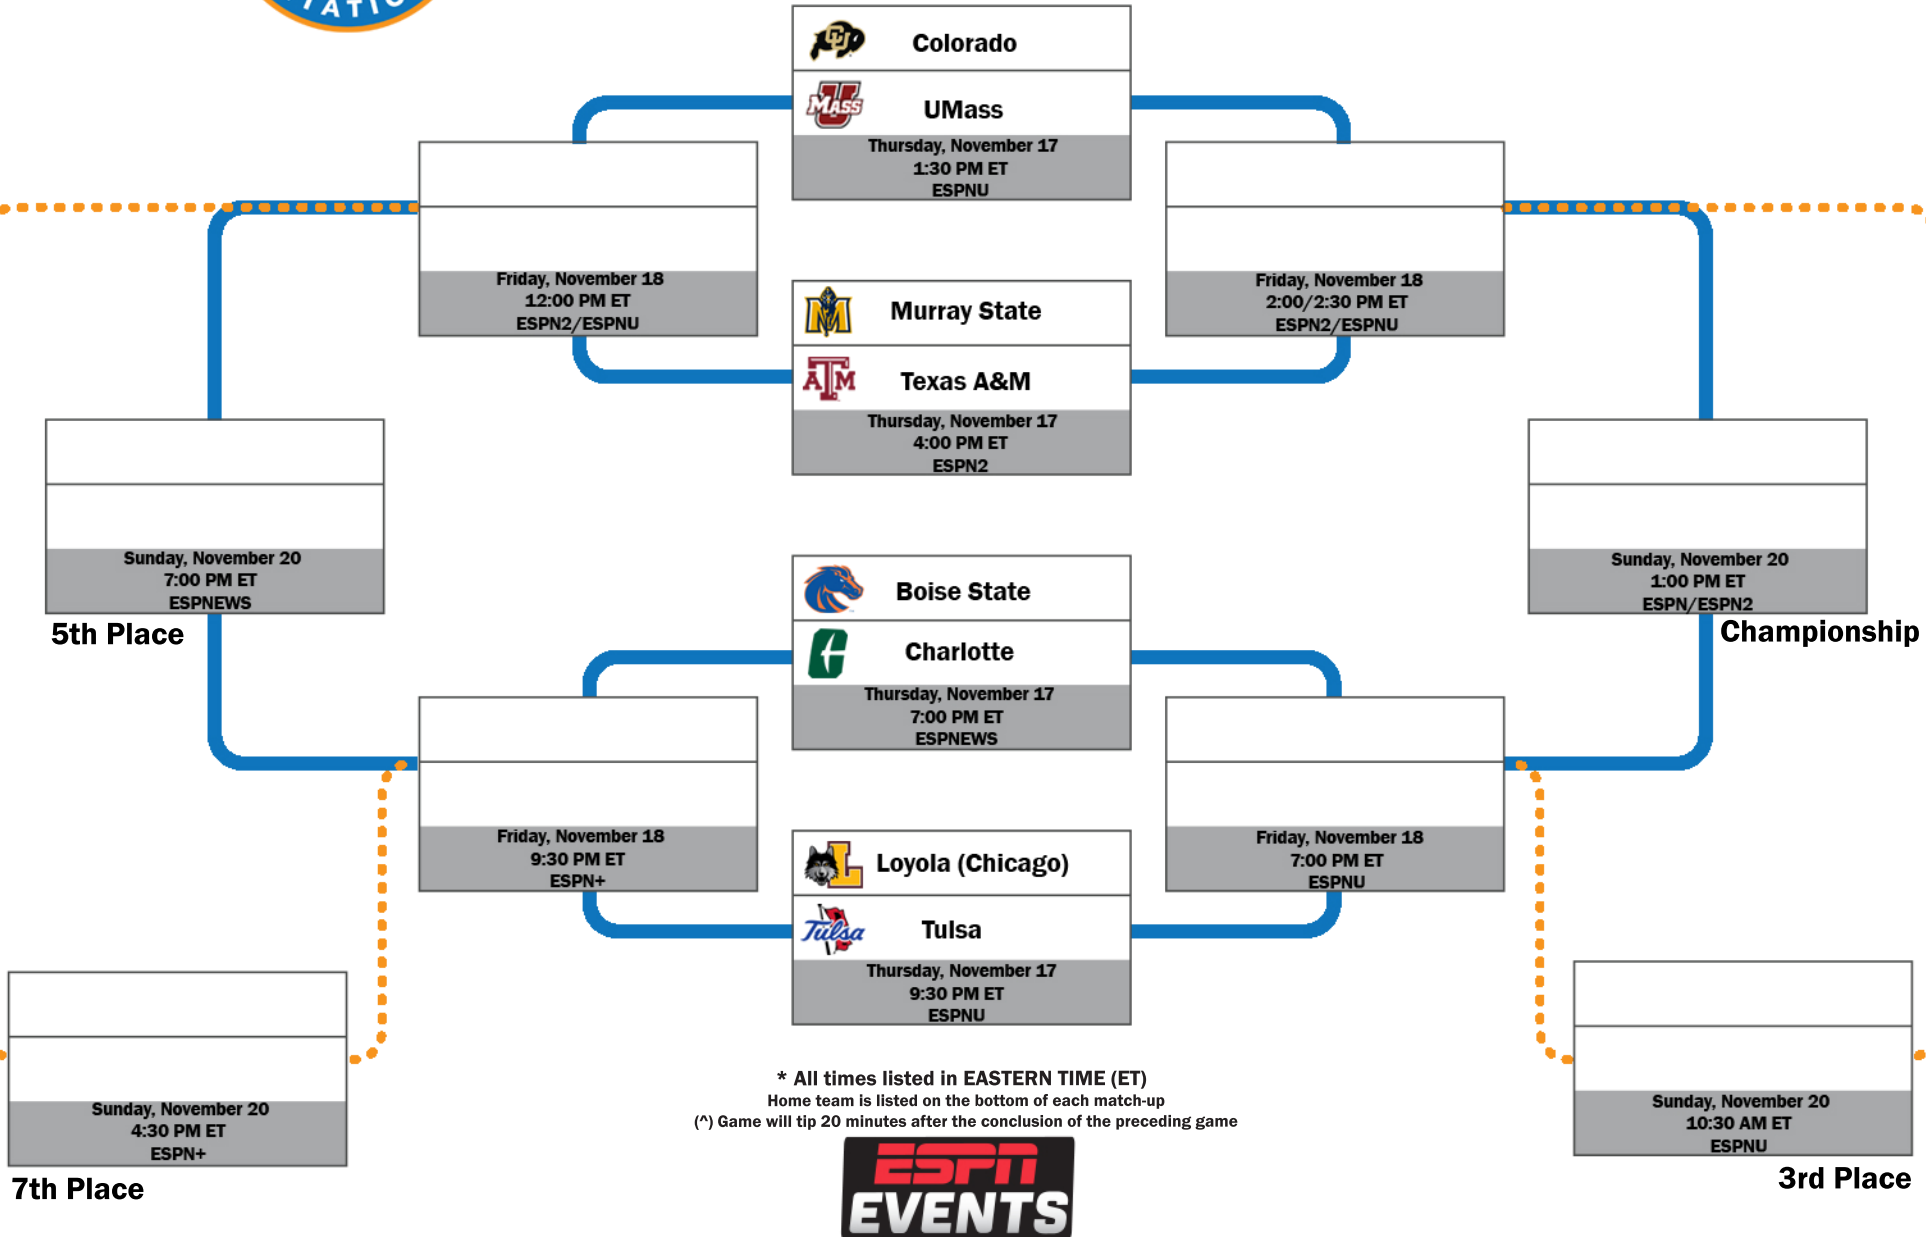 TATIO
Colorado
MASS
UMass
Thursday, November 17
1:30 PM ET
ESPNU
Friday, November 18
12:00 PM ET
ESPN2/ESPNU
Friday, November 18
2:00/2:30 PM ET
ESPN2/ESPNU
Murray State
Texas A&M
Thursday, November 17
4:00 PM ET
ESPN2
Sunday, November 20
7:00 PM ET
ESPNEWS
5th Place
Sunday, November 20
1:00 PM ET
ESPN/ESPN2
Championship
Boise State
Charlotte
Thursday, November 17
7:00 PM ET
ESPNEWS
Friday, November 18
9:30 PM ET
ESPN+
Friday, November 18
7:00 PM ET
ESPNU
Loyola (Chicago)
Tulsa Tulsa
Thursday, November 17
9:30 PM ET
ESPNU
Sunday, November 20
4:30 PM ET
ESPN+
7th Place
Sunday, November 20
10:30 AM ET
ESPNU
3rd Place
* All times listed in EASTERN TIME (ET)
Home team is listed on the bottom of each match-up
(^) Game will tip 20 minutes after the conclusion of the preceding game
ESPN
EVENTS